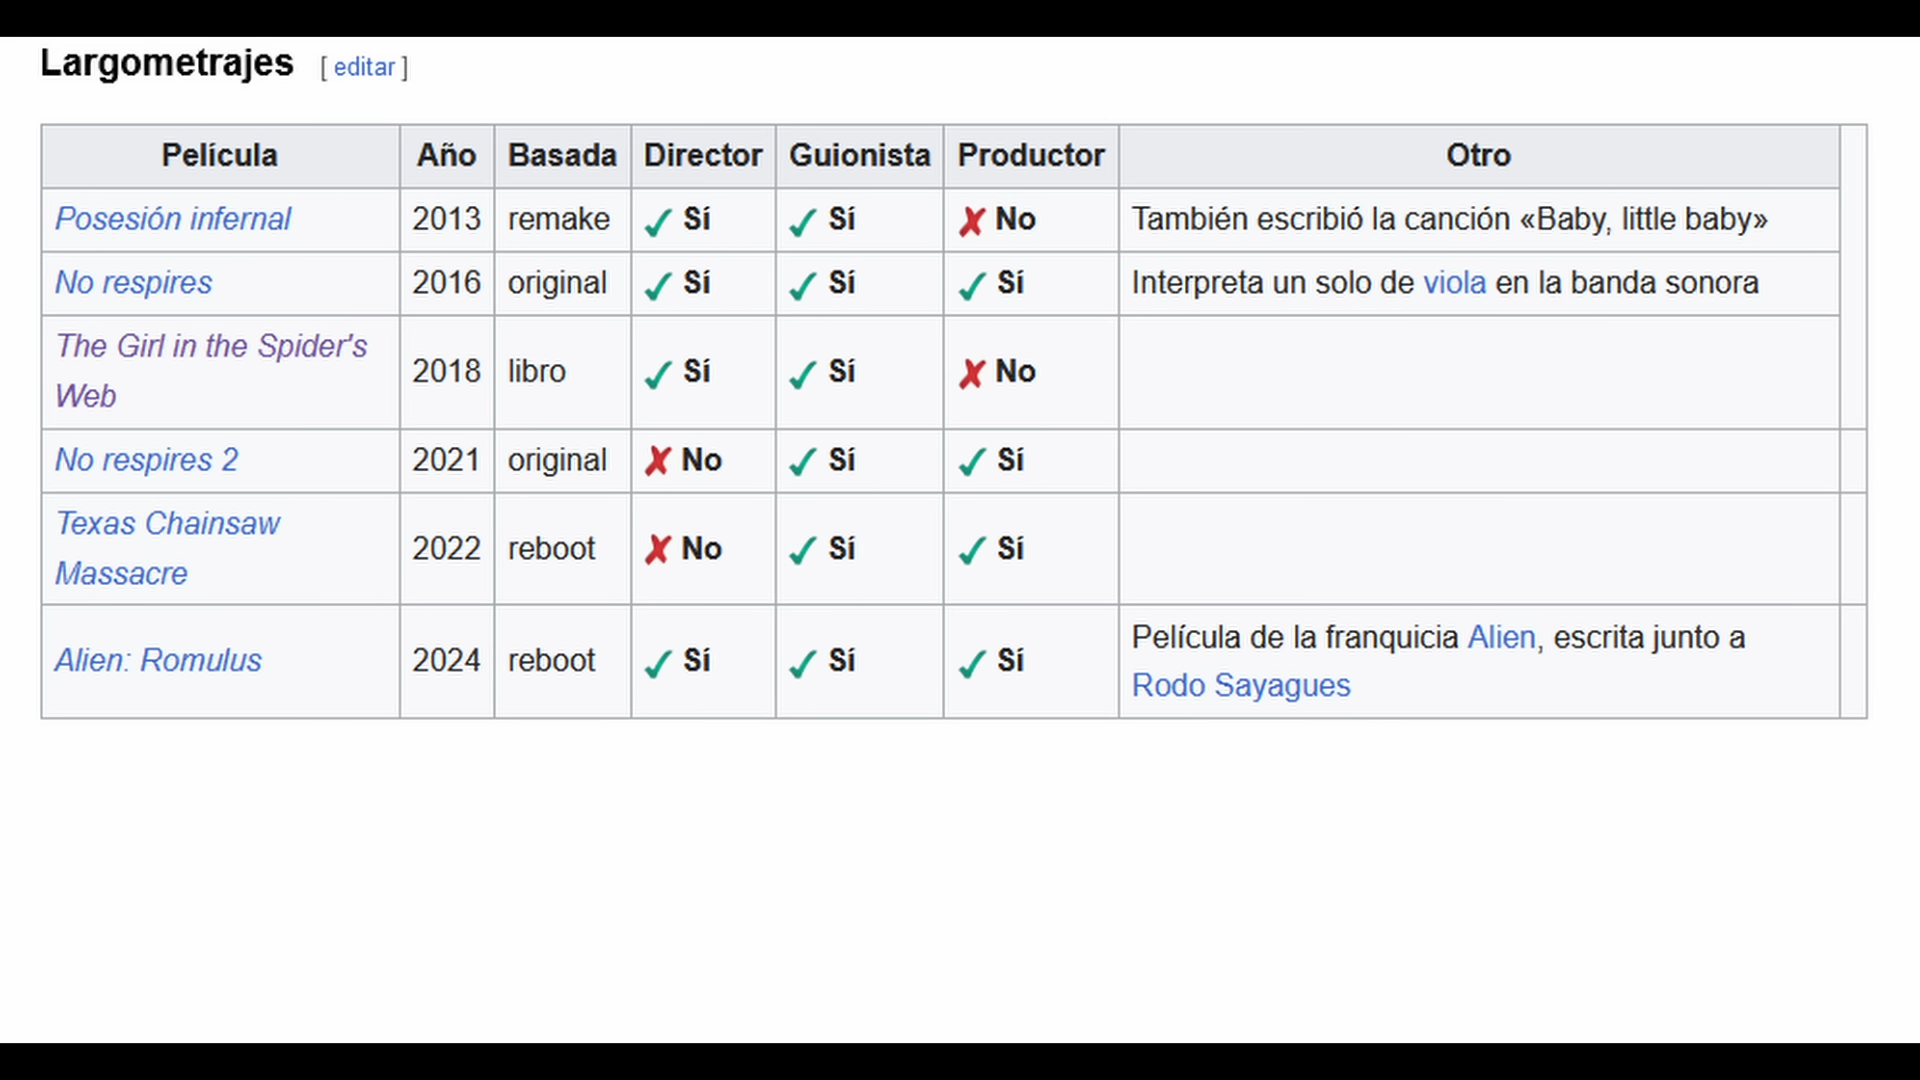 Largometrajes [ editar ]
Película Año Basada Director Guionista Productor Otro
Posesión infernal 2013 remake Sí Sí No También escribió la canción «Baby, little baby»
No respires 2016 original Sí Sí Sí Interpreta un solo de viola en la banda sonora
The Girl in the Spider's
Web 2018 libro Sí Sí No
No respires 2 2021 original No Sí Sí
Texas Chainsaw
Massacre 2022 reboot No Sí Sí
Alien: Romulus 2024 reboot Sí Sí Sí Película de la franquicia Alien, escrita junto a
Rodo Sayagues